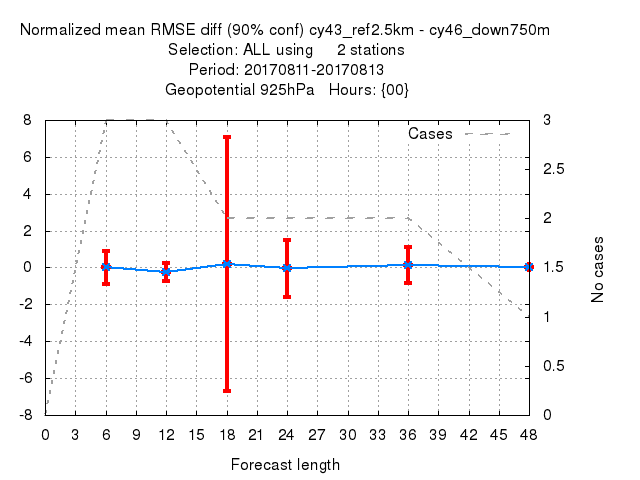 Normalized mean RMSE diff (90% conf) cy43_ref2.5km - cy46_down750m
Selection: ALL using 2 stations
Period: 20170811-20170813
Geopotential 925hPa Hours: {00}
Cases
8
6
4
2
0
-2
-4
-6
-8
3
2.5
2
1.5
1
0.5
0
No cases
0 3 6 9 12 15 18 21 24 27 30 33 36 39 42 45 48
Forecast length